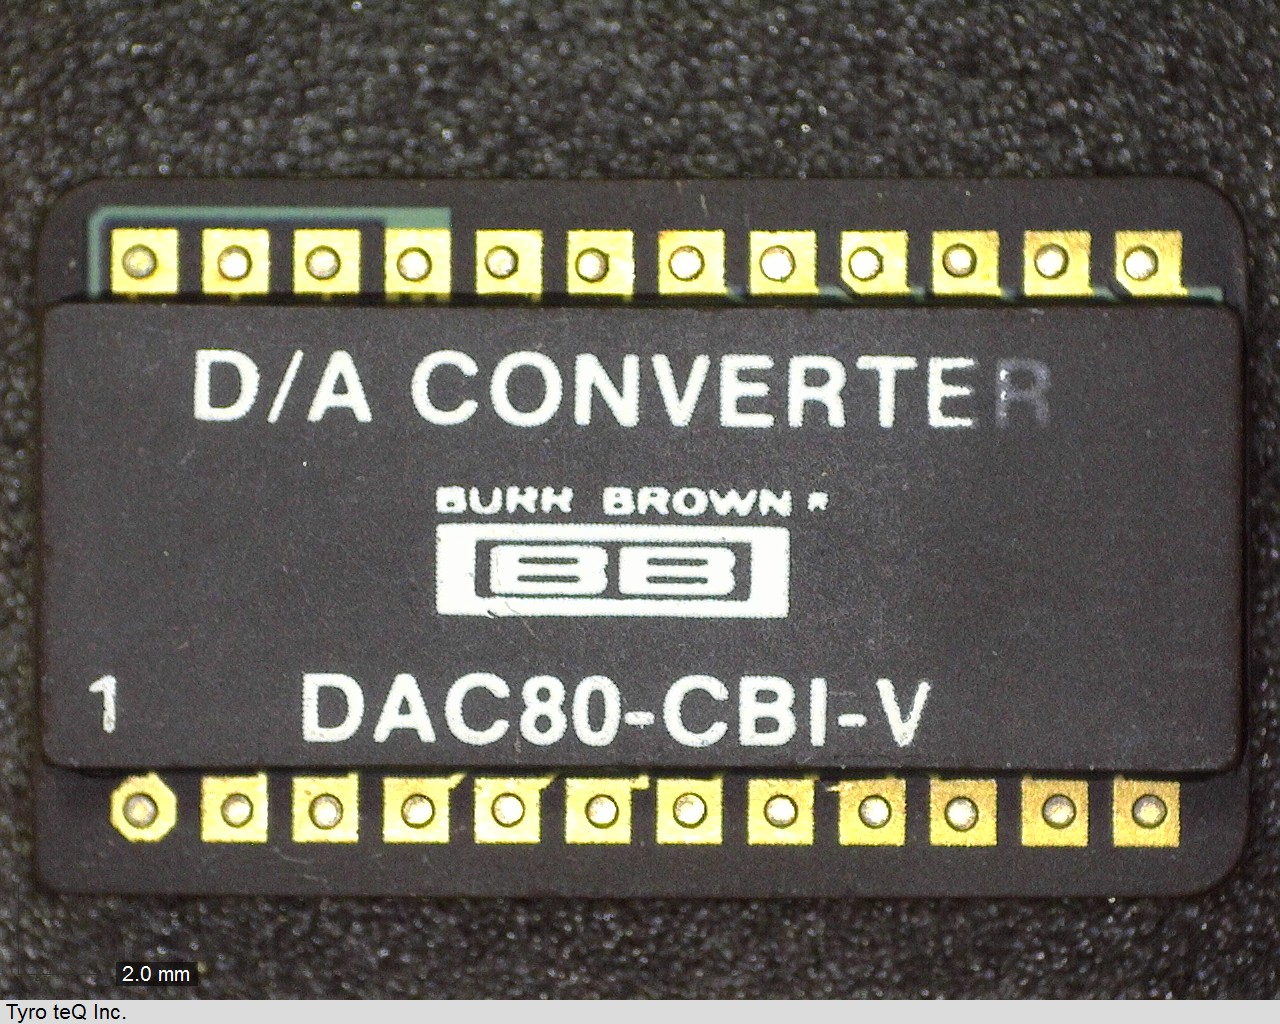 D/A CONVERTER
BURR BROWN®
BB
1
DAC80-CBI-V
2.0 mm
Tyro teQ Inc.